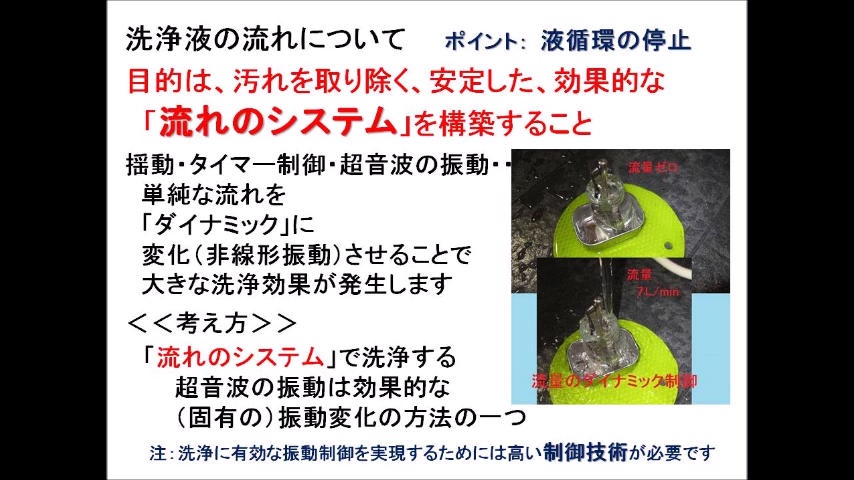 洗浄液の流れについて　ポイント： 液循環の停止
目的は、汚れを取り除く、安定した、効果的な
「流れのシステム」を構築すること
揺動・タイマー制御・超音波の振動・・
単純な流れを
「ダイナミック」に
変化（非線形振動）させることで
大きな洗浄効果が発生します
＜＜考え方＞＞
「流れのシステム」で洗浄する
超音波の振動は効果的な
（固有の）振動変化の方法の一つ
流量ゼロ
流量
7L/min
流量のダイナミック制御
注：洗浄に有効な振動制御を実現するためには高い制御技術が必要です